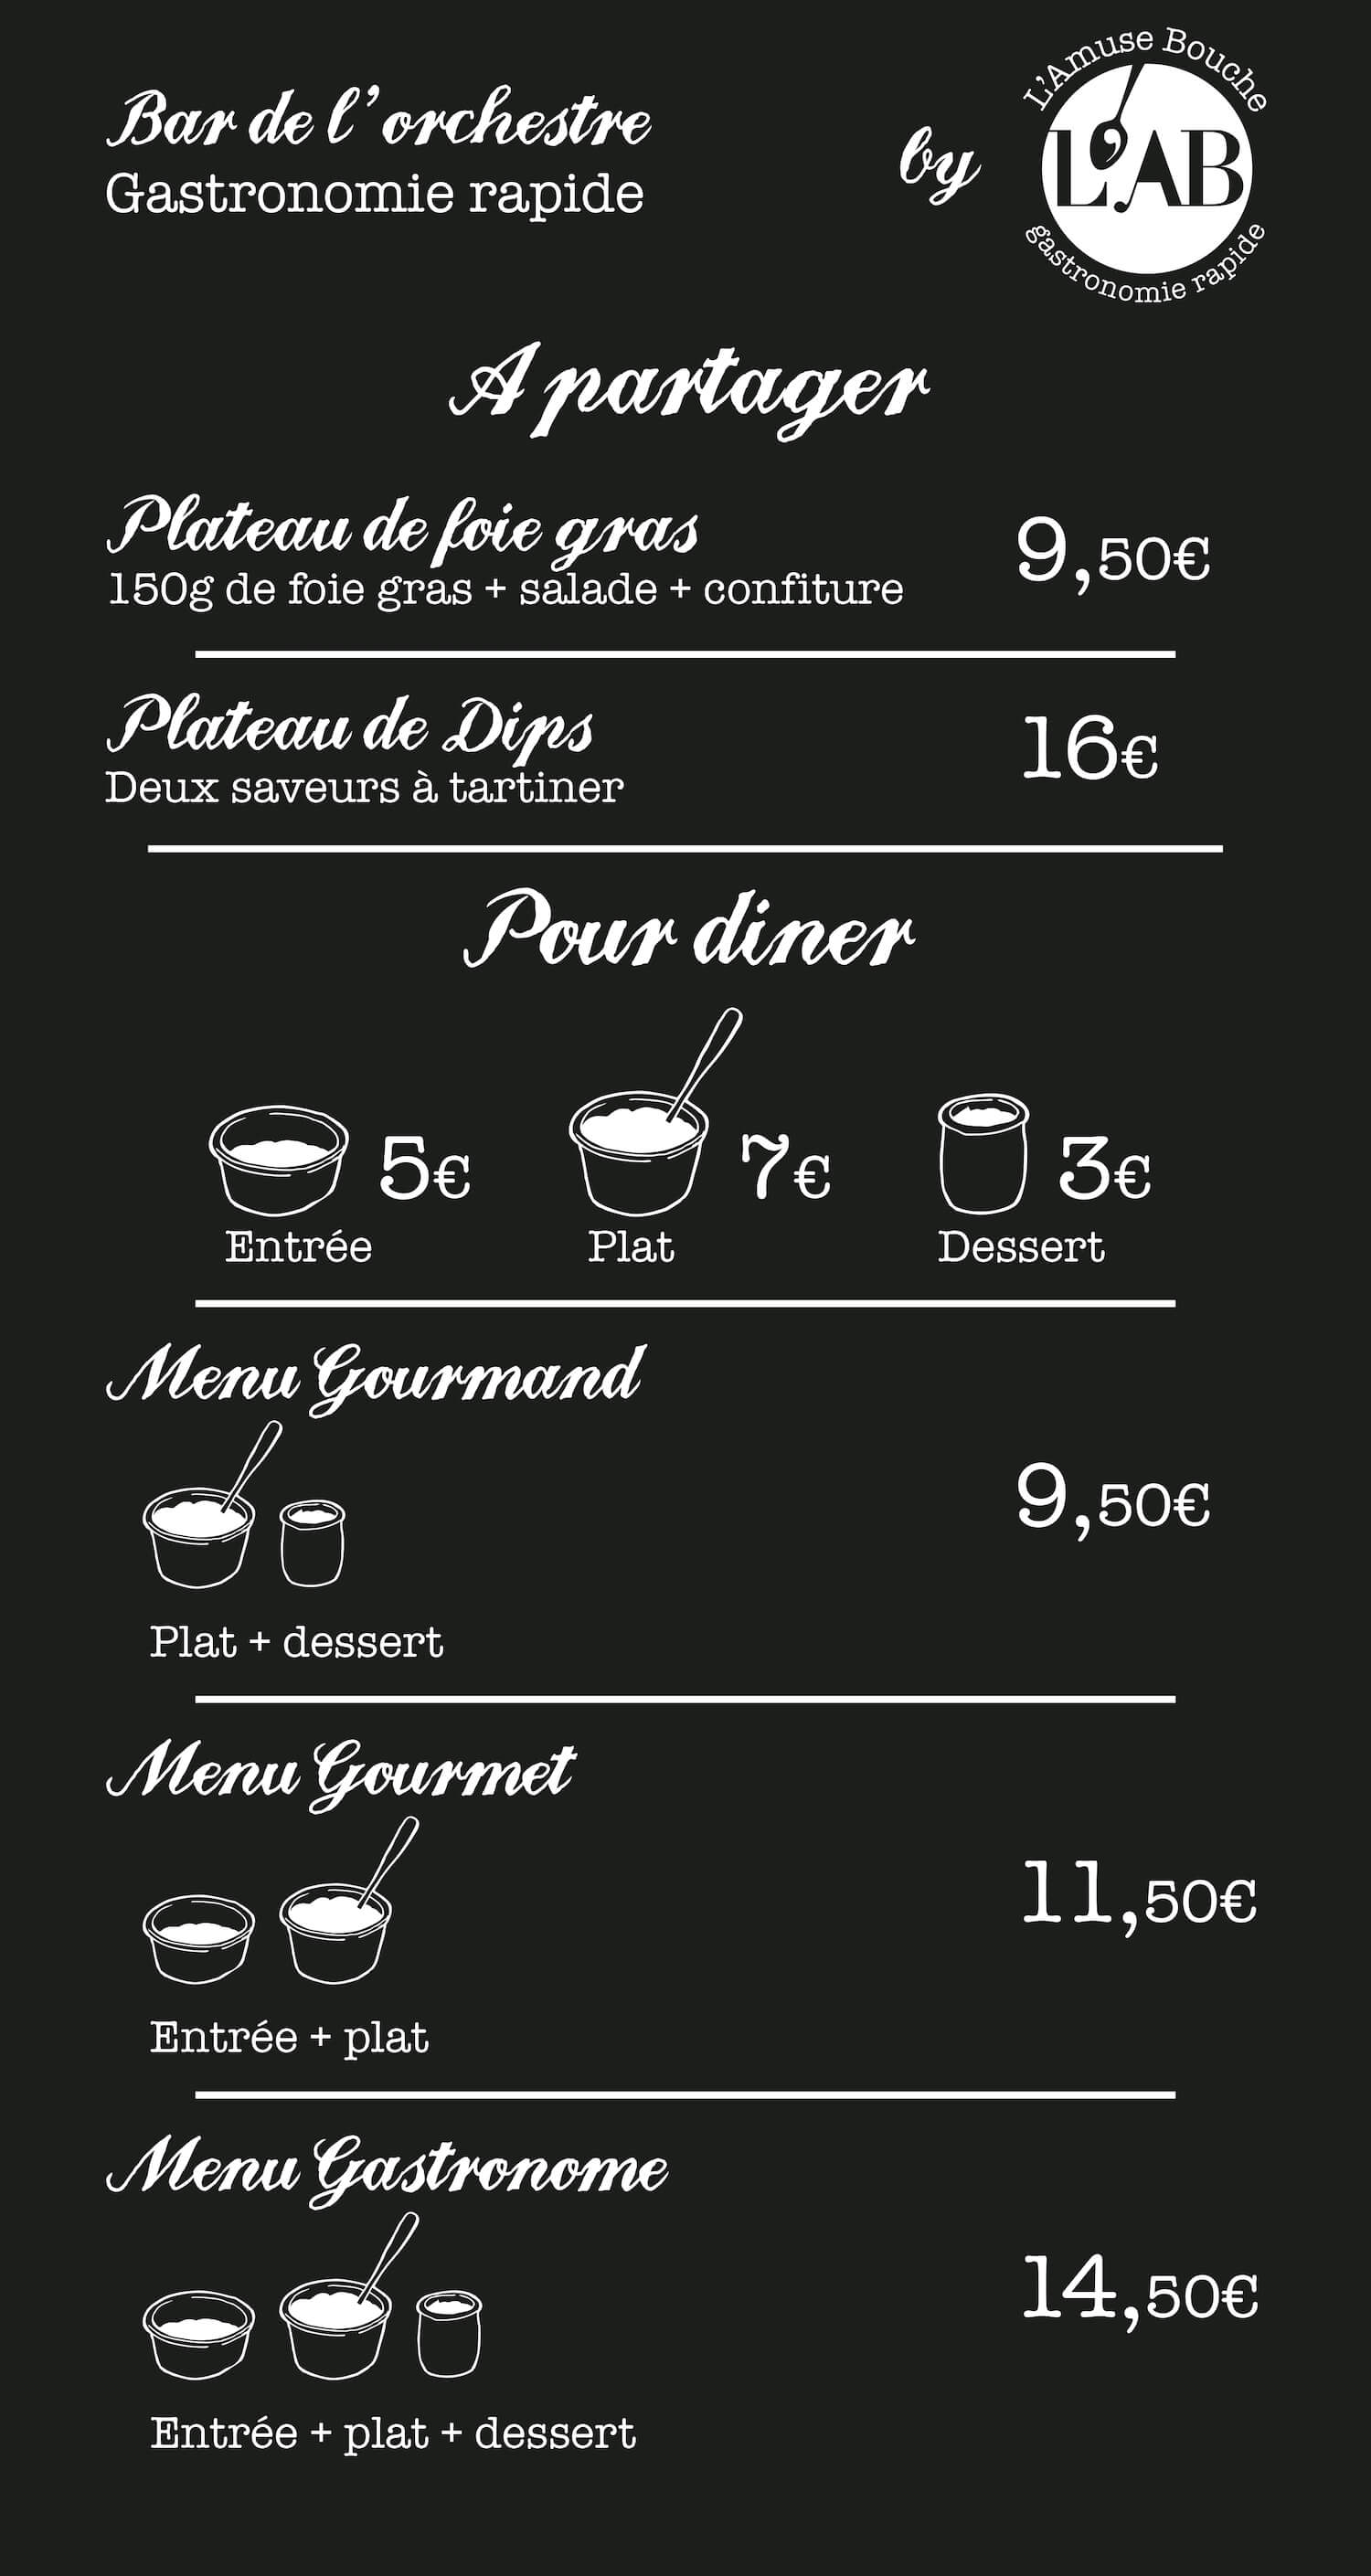 Bar de l'orchestre
Gastronomie rapide
by
L'Amuse Bouche
L'AB
gastronomie rapide
A partager
Plateau de foie gras
150g de foie gras + salade + confiture
9,50€
Plateau de Dips
Deux saveurs à tartiner
16€
Pour diner
5€
Entrée
7€
Plat
3€
Dessert
Menu Gourmand
9,50€
Plat + dessert
Menu Gourmet
11,50€
Entrée + plat
Menu Gastronome
14,50€
Entrée + plat + dessert